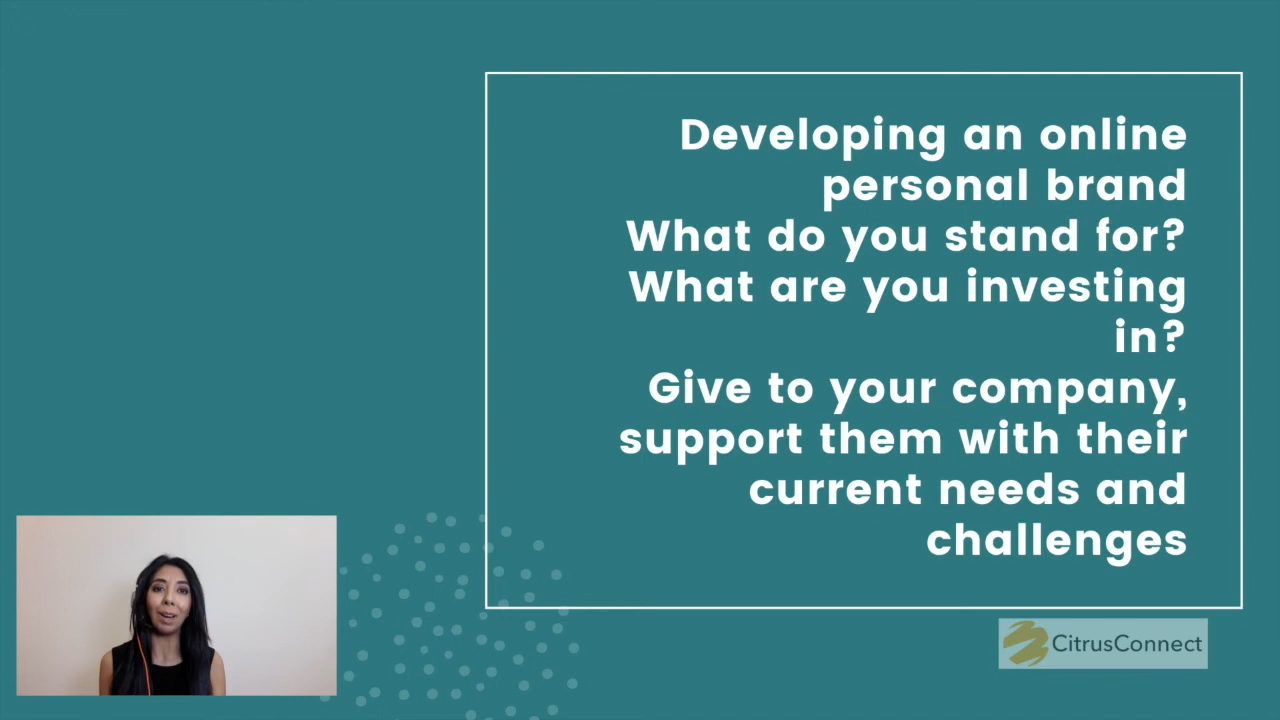 Developing an online
personal brand
What do you stand for?
What are you investing
in?
Give to your company,
support them with their
current needs and
challenges
CitrusConnect